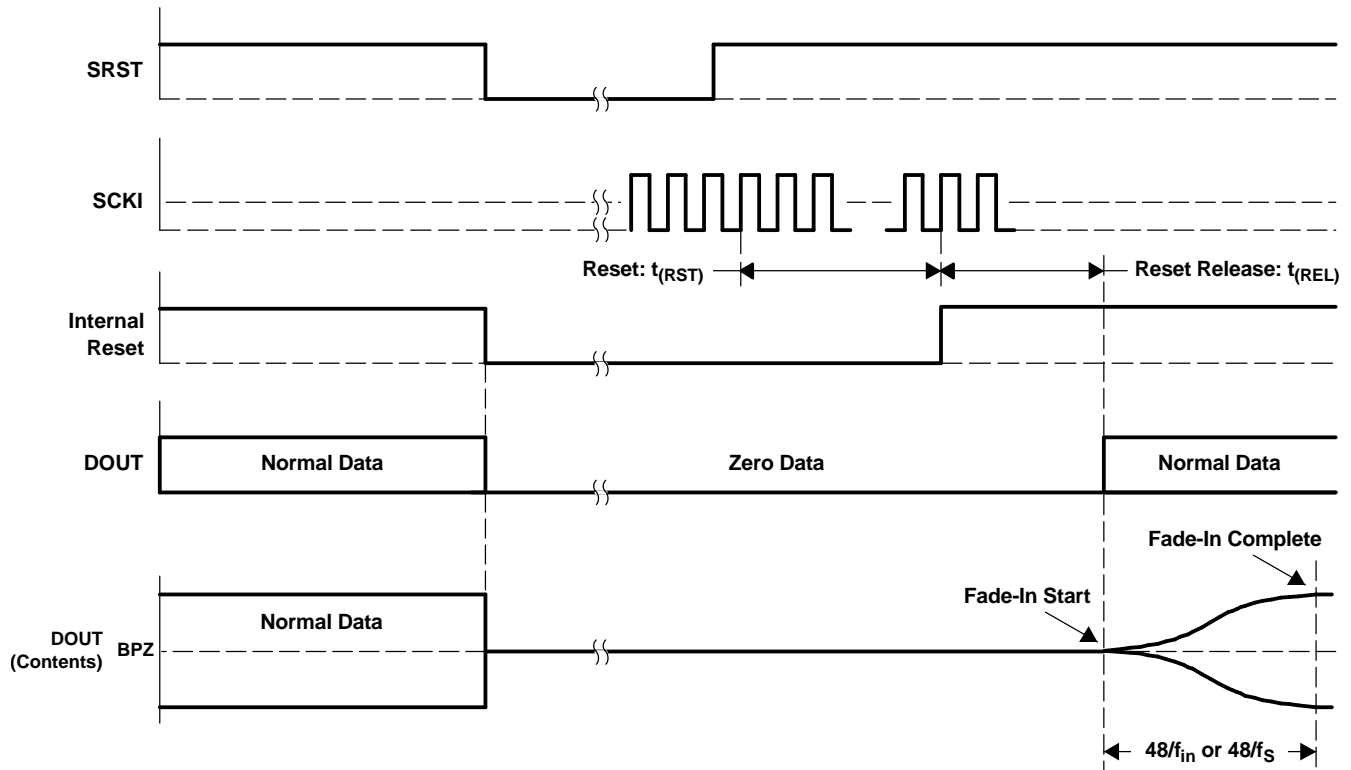 SRST
SCKI
Reset: t(RST)
Reset Release: t(REL)
Internal
Reset
DOUT
Normal Data
Zero Data
Normal Data
Fade-In Complete
Fade-In Start
Normal Data
DOUT
(Contents)
BPZ
48/fin or 48/fS